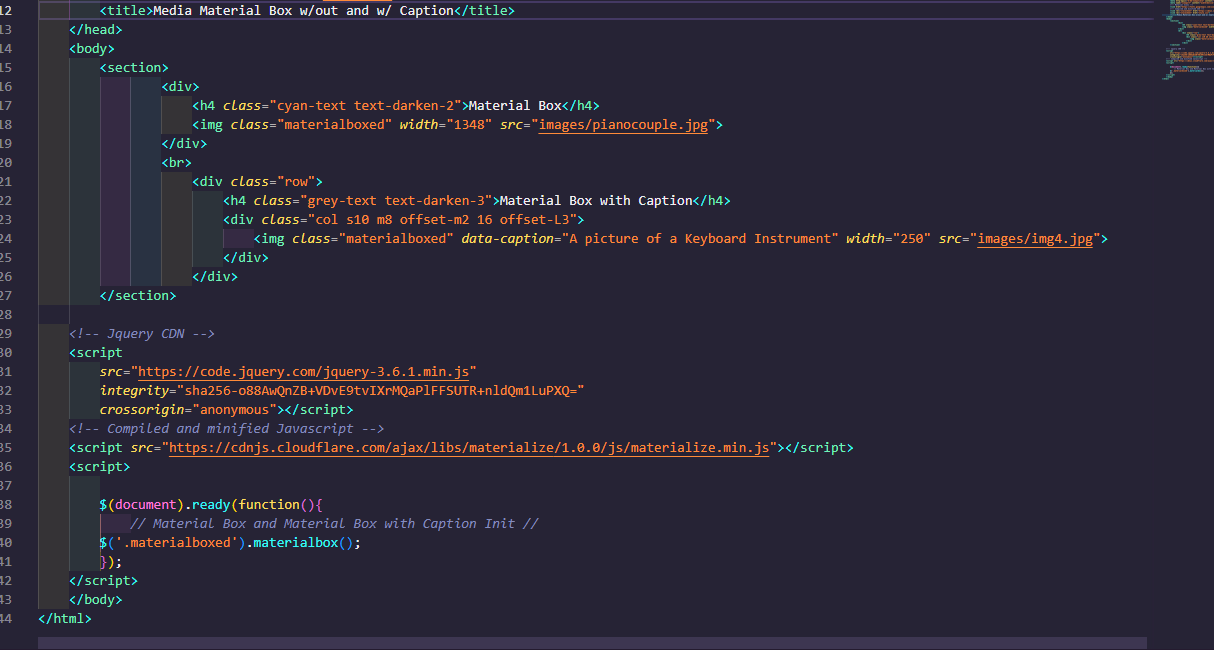 12 <title>Media Material Box w/out and w/ Caption</title>
13 </head>
14 <body>
15 <section>
16 <div>
17 <h4 class="cyan-text text-darken-2">Material Box</h4>
18 <img class="materialboxed" width="1348" src="images/pianocouple.jpg">
19 </div>
20 <br>
21 <div class="row">
22 <h4 class="grey-text text-darken-3">Material Box with Caption</h4>
23 <div class="col s10 m8 offset-m2 16 offset-L3">
24 <img class="materialboxed" data-caption="A picture of a Keyboard Instrument" width="250" src="images/img4.jpg">
25 </div>
26 </div>
27 </section>
28
29 <!-- Jquery CDN -->
30 <script
31 src="https://code.jquery.com/jquery-3.6.1.min.js"
32 integrity="sha256-o88AwQnZB+VDvE9tvIXrMQaPlFFSUTR+nldQm1LuPXQ="
33 crossorigin="anonymous"></script>
34 <!-- Compiled and minified Javascript -->
35 <script src="https://cdnjs.cloudflare.com/ajax/libs/materialize/1.0.0/js/materialize.min.js"></script>
36 <script>
37
38 $(document).ready(function(){
39 // Material Box and Material Box with Caption Init //
40 $('.materialboxed').materialbox();
41 });
42 </script>
43 </body>
44 </html>